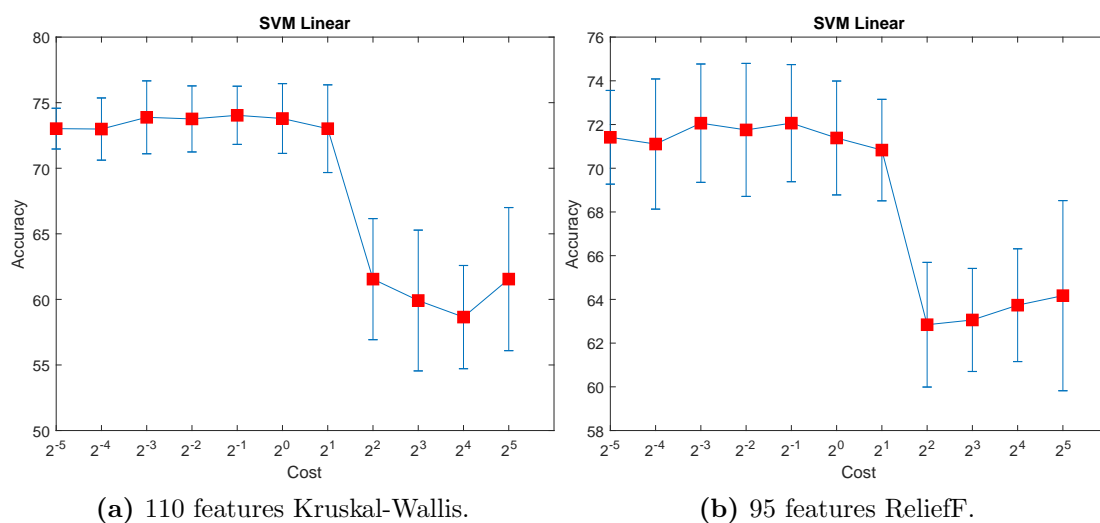 SVM Linear
80
75
70
65
60
55
50
Accuracy
2^-5 2^-4 2^-3 2^-2 2^-1 2^0 2^1 2^2 2^3 2^4 2^5
Cost
(a) 110 features Kruskal-Wallis.
SVM Linear
76
74
72
70
68
66
64
62
60
58
Accuracy
2^-5 2^-4 2^-3 2^-2 2^-1 2^0 2^1 2^2 2^3 2^4 2^5
Cost
(b) 95 features ReliefF.